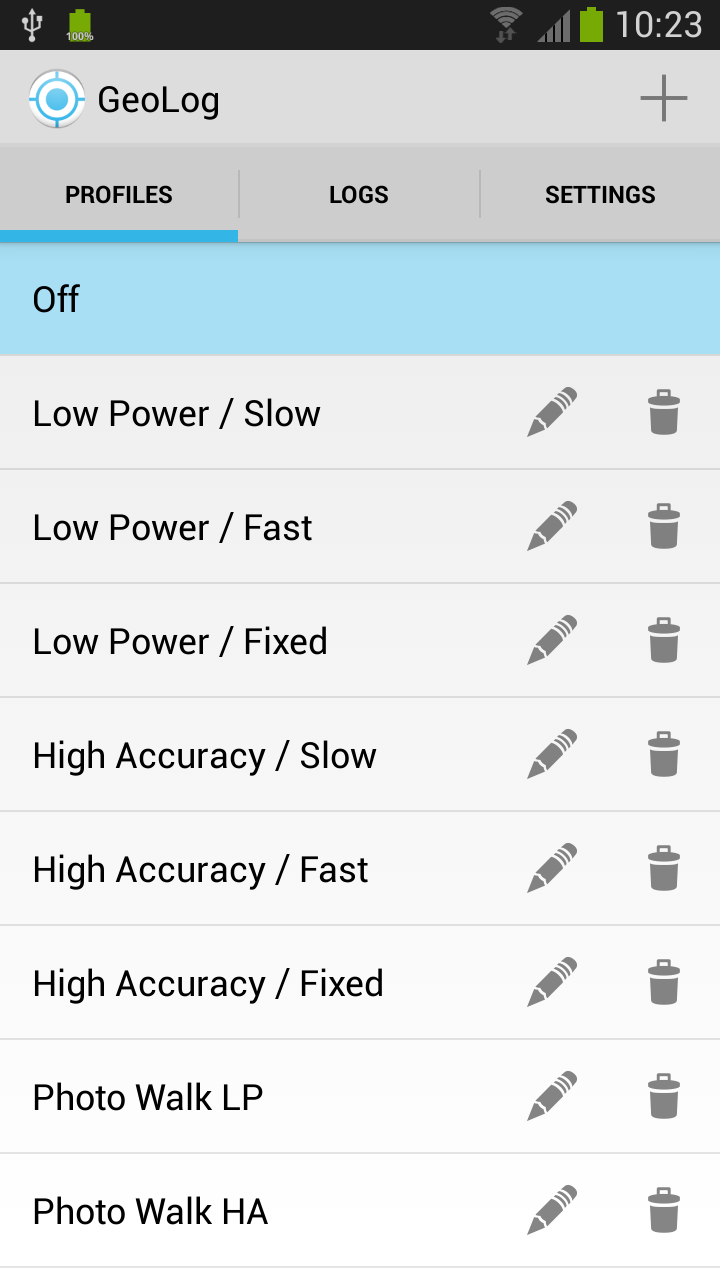 100%
10:23
GeoLog
PROFILES
LOGS
SETTINGS
Off
Low Power / Slow
Low Power / Fast
Low Power / Fixed
High Accuracy / Slow
High Accuracy / Fast
High Accuracy / Fixed
Photo Walk LP
Photo Walk HA